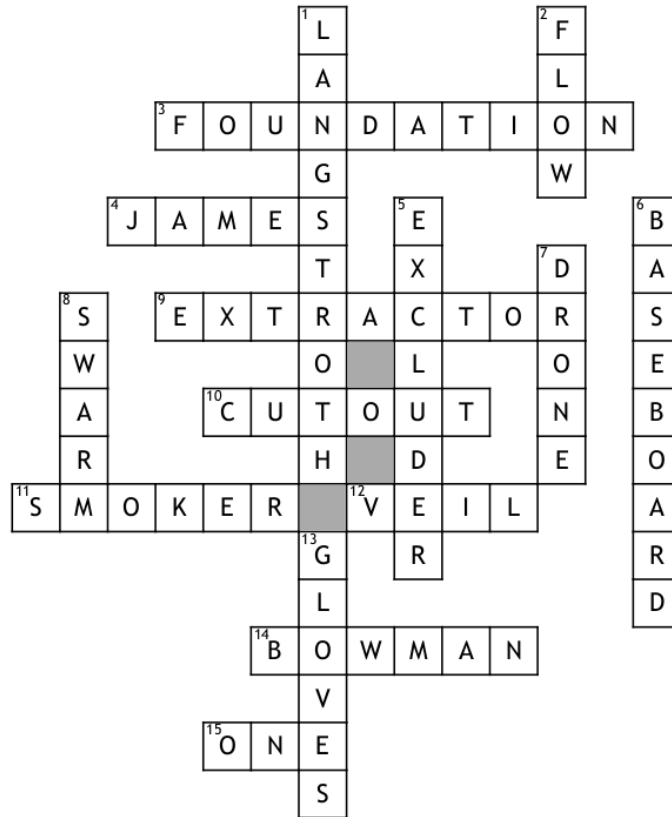 1 L 2 F
A L
3 F O U N D A T I O N
G W
4 J A M E S 5 E 6 B
T X 7 D A
8 S 9 E X T R A C T O R S
W O L O E
A 10 C U T O U T N B
R H D E O
11 S M O K E R 12 V E I L A
13 G R R
L D
14 B O W M A N
V
15 O N E
S